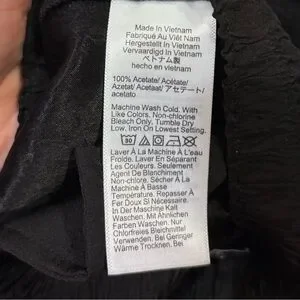 Made In Vietnam
Fabriqué Au Viêt Nam
Hergestellt In Vietnam
Vervaardigd In Vietnam
ベトナム製
hecho en vietnam
100% Acetate/ Acétate/
Azetat/ Acetaat/ アセテート/
acetato
Machine Wash Cold. With
Like Colors. Non-chlorine
Bleach Only. Tumble Dry
Low. Iron On Lowest Setting.
Laver À La Machine À L'eau
Froide. Laver En Séparant
Les Couleurs. Seulement
Agent De Blanchiment
Non-chlore. Sécher À La
Machine À Basse
Température. Repasser À
Fer Doux Si Nécessaire.
In Der Maschine Kalt
Waschen. Mit Ähnlichen
Farben Waschen. Nur
Chlorfreies Bleichmittel
Verwenden. Bei Geringer
Wärme Trocknen. Bei